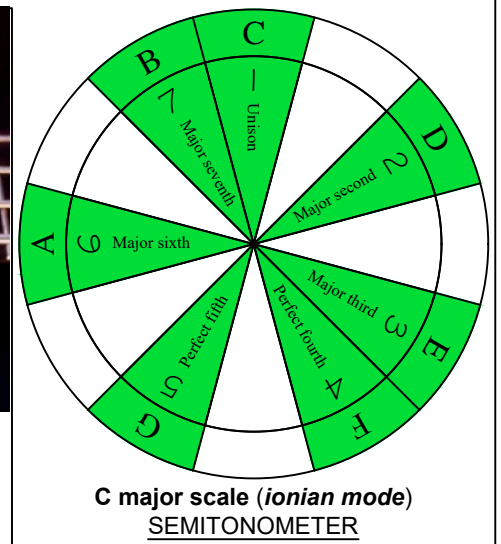 C
1
Unison
D
2
Major second
E
3
Major third
F
4
Perfect fourth
G
5
Perfect fifth
A
6
Major sixth
B
7
Major seventh
C major scale (ionian mode)
SEMITONOMETER